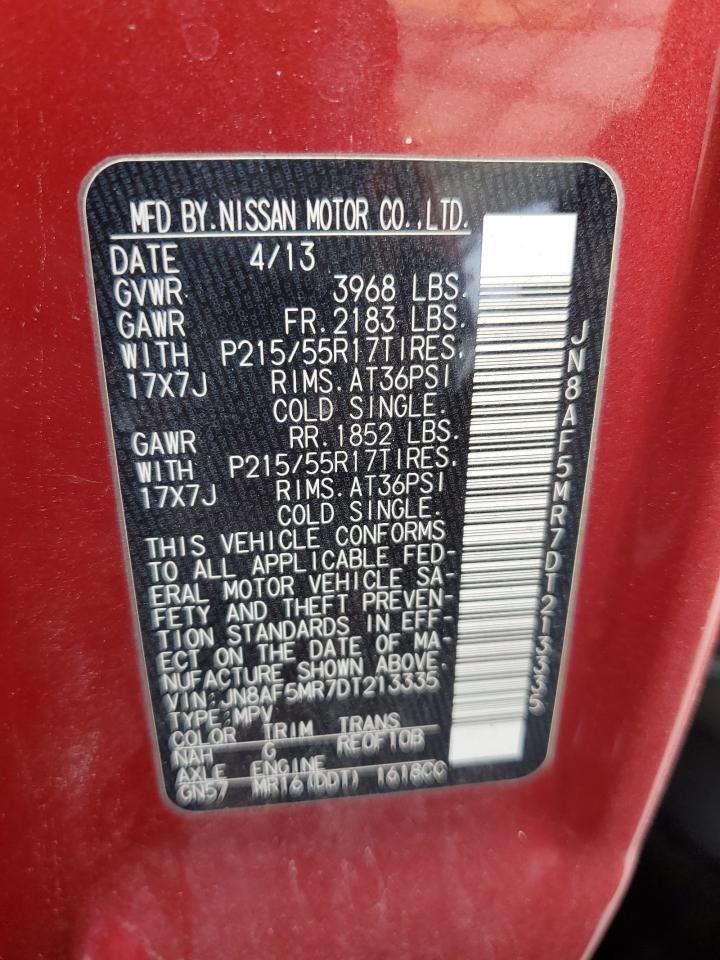 MFD BY.NISSAN MOTOR CO.,LTD.
DATE 4/13
GVWR 3968 LBS.
GAWR FR.2183 LBS.
WITH P215/55R17TIRES.
17X7J RIMS.AT36PSI
COLD SINGLE.
GAWR RR.1852 LBS.
WITH P215/55R17TIRES.
17X7J RIMS.AT36PSI
COLD SINGLE.
THIS VEHICLE CONFORMS
TO ALL APPLICABLE FED-
ERAL MOTOR VEHICLE SA-
FETY AND THEFT PREVEN-
TION STANDARDS IN EFF-
ECT ON THE DATE OF MA-
NUFACTURE SHOWN ABOVE.
VIN:JN8AF5MR7DT213335
TYPE:MPV
COLOR TRIM TRANS
NAH G RE0F10B
AXLE ENGINE
GN57 MR16(DDT) 1618CC
JN8AF5MR7DT213335